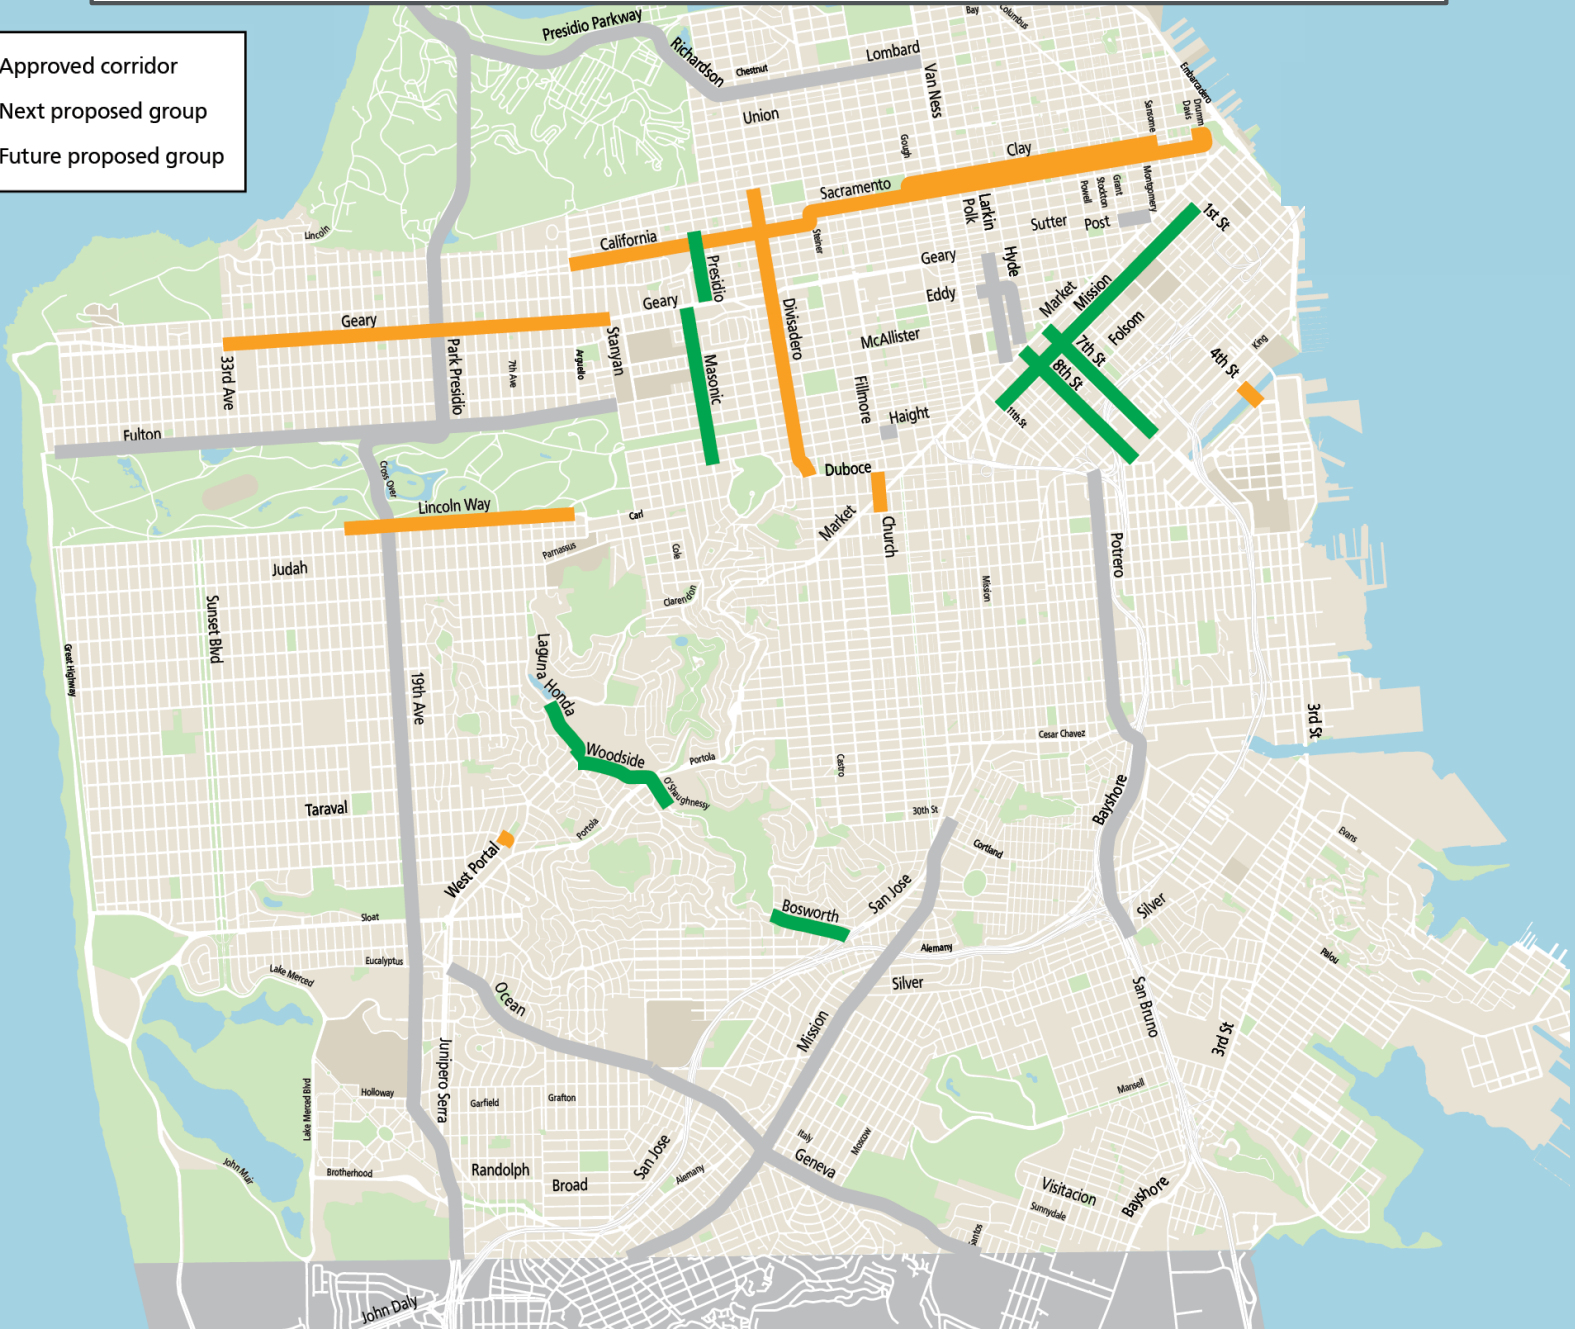 Approved corridor
Next proposed group
Future proposed group
Presidio Parkway
Richardson
Chestnut
Lombard
Bay
Columbus
Embarcadero
Van Ness
Union
Gough
Sansome
Davis
Drumm
Clay
Sacramento
Montgomery
Powell
Stockton
Grant
Larkin
Polk
Sutter
Post
1st St
Lincoln
California
Steiner
Presidio
Geary
Hyde
Geary
Geary
Eddy
Market
Mission
Divisadero
McAllister
Folsom
7th St
8th St
4th St
King
33rd Ave
Park Presidio
7th Ave
Arguello
Stanyan
Masonic
Fillmore
Haight
11th St
Fulton
Cross Over
Duboce
Lincoln Way
Carl
Market
Church
Parnassus
Cole
Potrero
Judah
Sunset Blvd
Clarendon
Mission
Great Highway
Laguna Honda
19th Ave
Woodside
Portola
O'Shaughnessy
Castro
Cesar Chavez
3rd St
Bayshore
Taraval
Portola
30th St
Cortland
Evans
West Portal
San Jose
Bosworth
Silver
Sloat
Alemany
Palou
Eucalyptus
Lake Merced
Silver
Ocean
Mission
San Bruno
3rd St
Junipero Serra
Lake Merced Blvd
Holloway
Garfield
Grafton
Mansell
Italy
Moscow
San Jose
Geneva
John Muir
Brotherhood
Randolph
Broad
Alemany
Visitacion
Sunnydale
Bayshore
John Daly